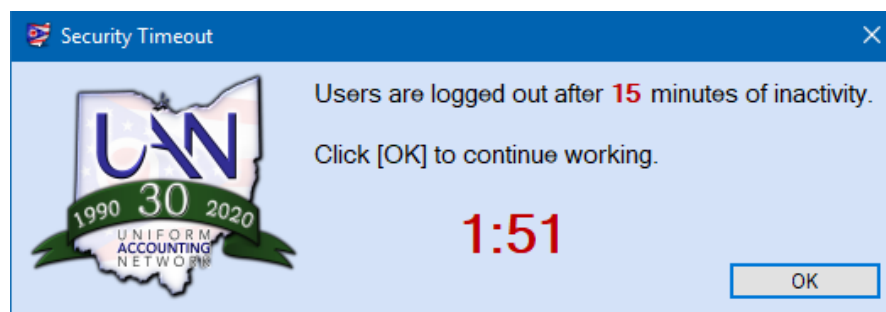 Security Timeout
Users are logged out after 15 minutes of inactivity.
Click [OK] to continue working.
UAN
1990 30 2020
UNIFORM
ACCOUNTING
NETWORK
1:51
OK